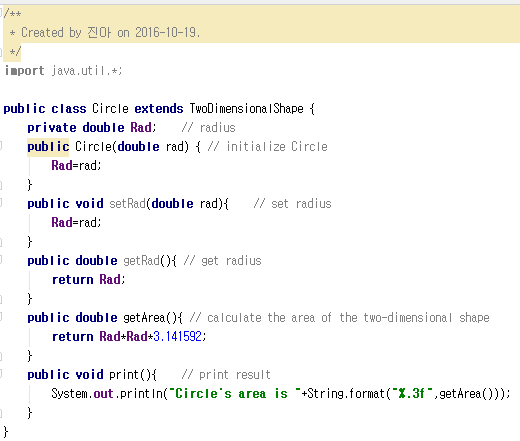 /**
 * Created by 진아 on 2016-10-19.
 */
import java.util.*;

public class Circle extends TwoDimensionalShape {
    private double Rad;    // radius
    public Circle(double rad) { // initialize Circle
        Rad=rad;
    }
    public void setRad(double rad){    // set radius
        Rad=rad;
    }
    public double getRad(){ // get radius
        return Rad;
    }
    public double getArea(){ // calculate the area of the two-dimensional shape
        return Rad*Rad*3.141592;
    }
    public void print(){    // print result
        System.out.println("Circle's area is "+String.format("%.3f",getArea()));
    }
}